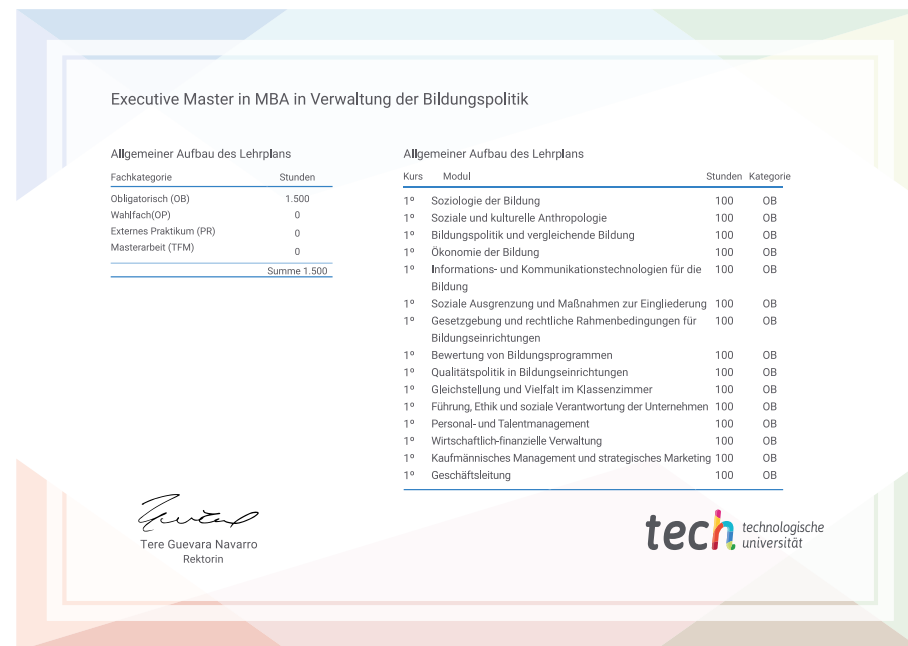 Executive Master in MBA in Verwaltung der Bildungspolitik
Allgemeiner Aufbau des Lehrplans
Fachkategorie Stunden
Obligatorisch (OB) 1.500
Wahlfach(OP) 0
Externes Praktikum (PR) 0
Masterarbeit (TFM) 0
Summe 1.500
Allgemeiner Aufbau des Lehrplans
Kurs Modul Stunden Kategorie
1º Soziologie der Bildung 100 OB
1º Soziale und kulturelle Anthropologie 100 OB
1º Bildungspolitik und vergleichende Bildung 100 OB
1º Ökonomie der Bildung 100 OB
1º Informations- und Kommunikationstechnologien für die 100 OB
Bildung
1º Soziale Ausgrenzung und Maßnahmen zur Eingliederung 100 OB
1º Gesetzgebung und rechtliche Rahmenbedingungen für 100 OB
Bildungseinrichtungen
1º Bewertung von Bildungsprogrammen 100 OB
1º Qualitätspolitik in Bildungseinrichtungen 100 OB
1º Gleichstellung und Vielfalt im Klassenzimmer 100 OB
1º Führung, Ethik und soziale Verantwortung der Unternehmen 100 OB
1º Personal- und Talentmanagement 100 OB
1º Wirtschaftlich-finanzielle Verwaltung 100 OB
1º Kaufmännisches Management und strategisches Marketing 100 OB
1º Geschäftsleitung 100 OB
Tere Guevara Navarro
Rektorin
tech technologische
universität